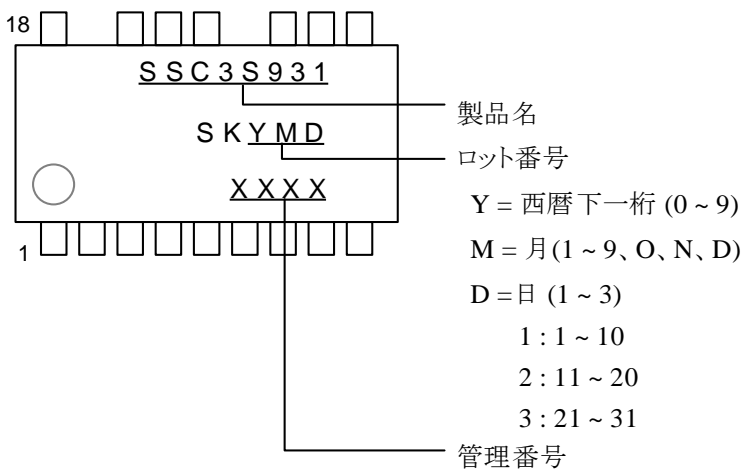 18
SSC3S931
製品名
SKYMD
ロット番号
XXXX
Y = 西暦下一桁 (0 ~ 9)
1
M = 月(1 ~ 9、O、N、D)
D =日 (1 ~ 3)
1 : 1 ~ 10
2 : 11 ~ 20
3 : 21 ~ 31
管理番号